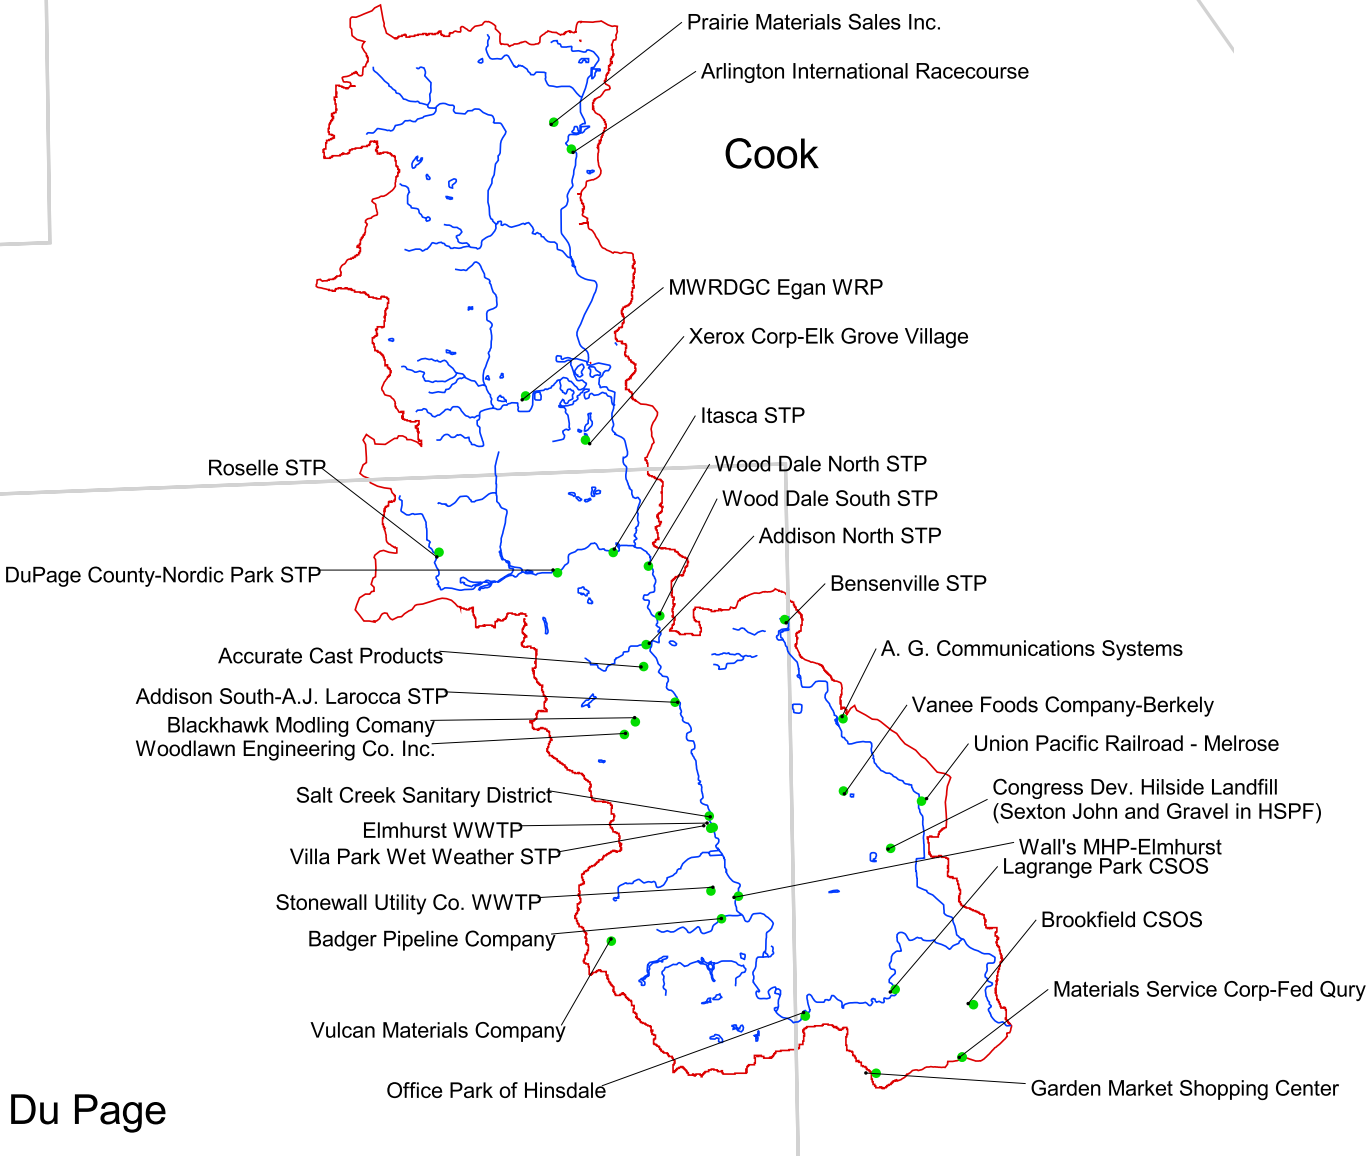 Prairie Materials Sales Inc.
Arlington International Racecourse
Cook
MWRDGC Egan WRP
Xerox Corp-Elk Grove Village
Itasca STP
Roselle STP
Wood Dale North STP
Wood Dale South STP
Addison North STP
DuPage County-Nordic Park STP
Bensenville STP
Accurate Cast Products
A. G. Communications Systems
Addison South-A.J. Larocca STP
Vanee Foods Company-Berkely
Blackhawk Modling Comany
Woodlawn Engineering Co. Inc.
Union Pacific Railroad - Melrose
Salt Creek Sanitary District
Congress Dev. Hilside Landfill
(Sexton John and Gravel in HSPF)
Elmhurst WWTP
Villa Park Wet Weather STP
Wall's MHP-Elmhurst
Lagrange Park CSOS
Stonewall Utility Co. WWTP
Brookfield CSOS
Badger Pipeline Company
Materials Service Corp-Fed Qury
Vulcan Materials Company
Office Park of Hinsdale
Garden Market Shopping Center
Du Page